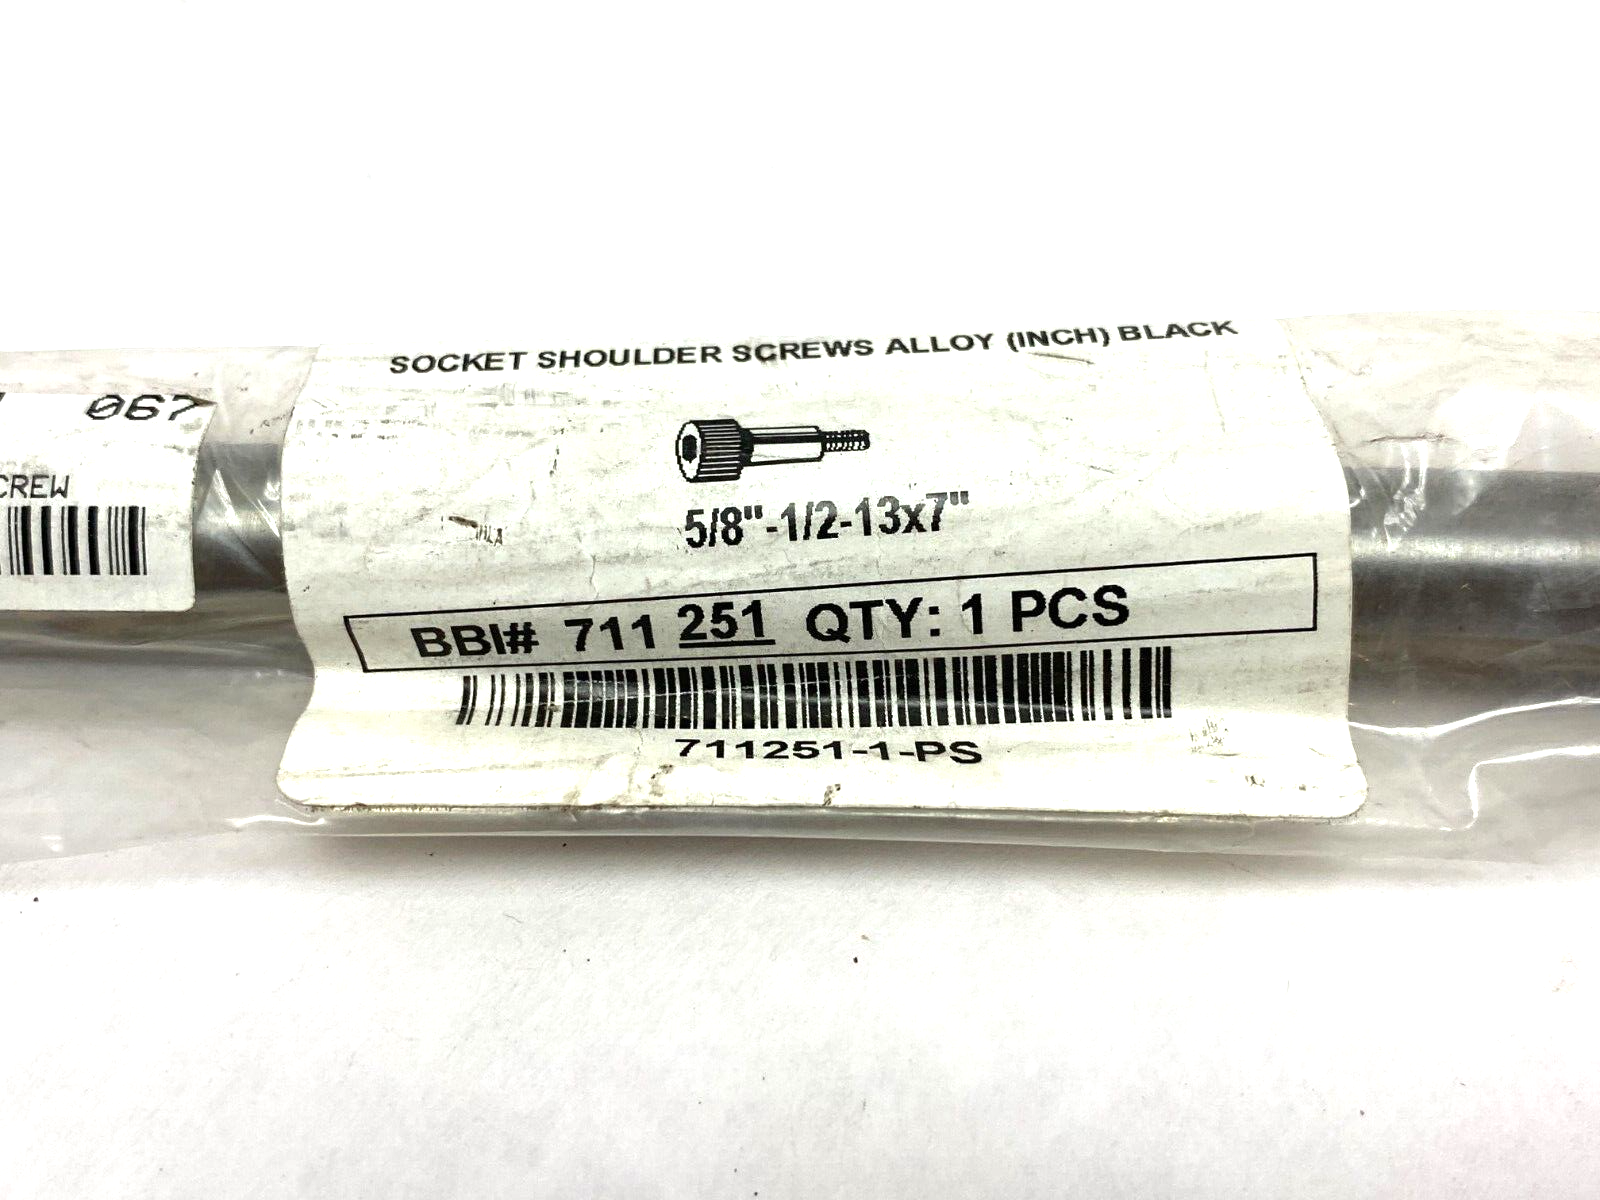 SOCKET SHOULDER SCREWS ALLOY (INCH) BLACK
5/8"-1/2-13x7"
BBI# 711 251 QTY: 1 PCS
711251-1-PS
067
CREW